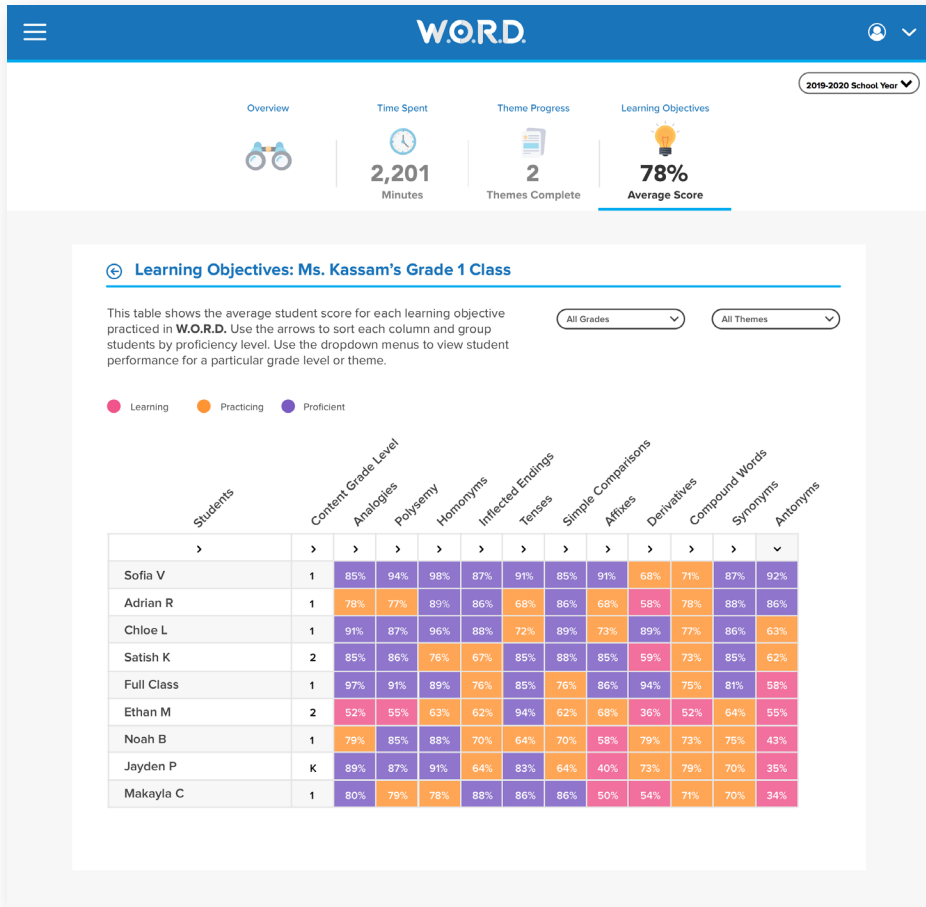 W.O.R.D.
2019-2020 School Year
Overview
Time Spent
Theme Progress
Learning Objectives
2,201
2
78%
Minutes
Themes Complete
Average Score
Learning Objectives: Ms. Kassam's Grade 1 Class
This table shows the average student score for each learning objective
practiced in W.O.R.D. Use the arrows to sort each column and group
students by proficiency level. Use the dropdown menus to view student
performance for a particular grade level or theme.
All Grades
All Themes
Learning
Practicing
Proficient
Students
Content Grade Level
Analogies
Polysemy
Homonyms
Inflected Endings
Tenses
Simple Comparisons
Affixes
Derivatives
Compound Words
Synonyms
Antonyms
Sofia V 1 85% 94% 98% 87% 91% 85% 91% 68% 71% 87% 92%
Adrian R 1 78% 77% 89% 86% 68% 86% 68% 58% 78% 88% 86%
Chloe L 1 91% 87% 96% 88% 72% 89% 73% 89% 77% 86% 63%
Satish K 2 85% 86% 76% 67% 85% 88% 85% 59% 73% 85% 62%
Full Class 1 97% 91% 89% 76% 85% 76% 86% 94% 75% 81% 58%
Ethan M 2 52% 55% 63% 62% 94% 62% 68% 36% 52% 64% 55%
Noah B 1 79% 85% 88% 70% 64% 70% 58% 79% 73% 75% 43%
Jayden P K 89% 87% 91% 64% 83% 64% 40% 73% 79% 70% 35%
Makayla C 1 80% 79% 78% 88% 86% 86% 50% 54% 71% 70% 34%